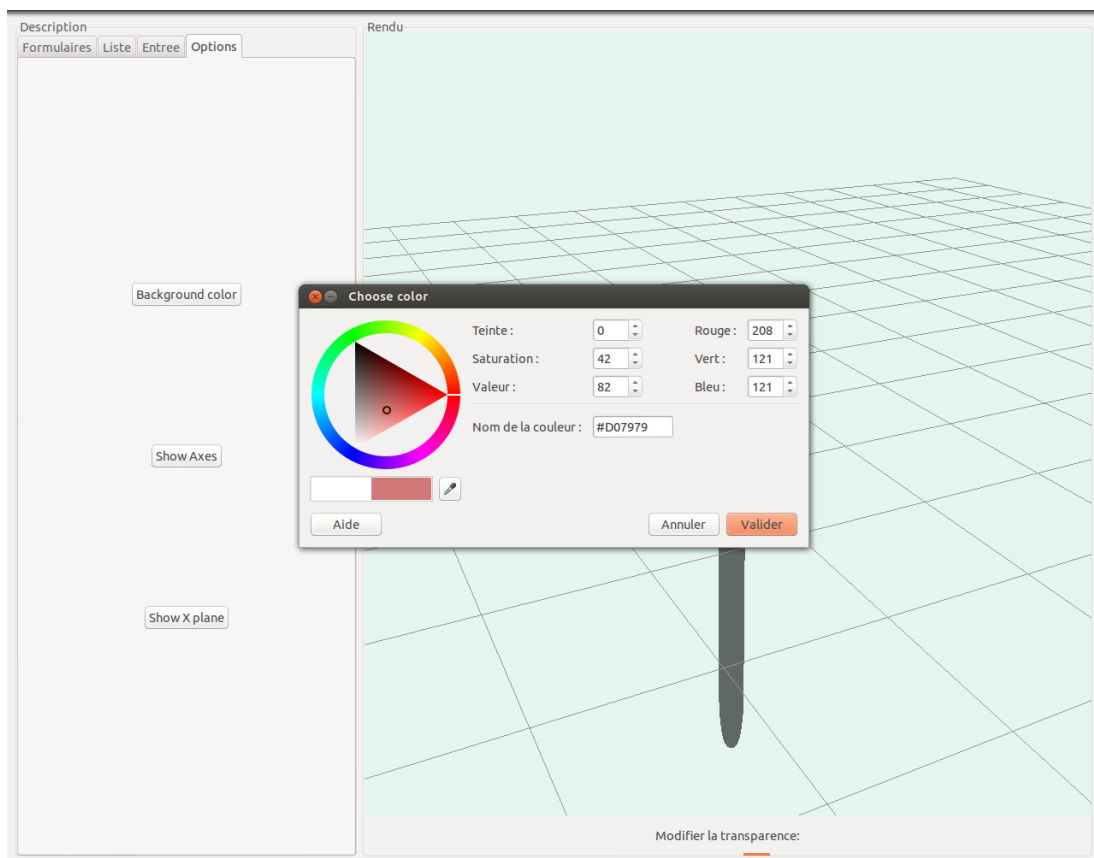 Description
Rendu
Formulaires Liste Entree Options
Background color
Show Axes
Show X plane
Choose color
Teinte : 0 Rouge : 208
Saturation : 42 Vert : 121
Valeur : 82 Bleu : 121
Nom de la couleur : #D07979
Aide Annuler Valider
Modifier la transparence: